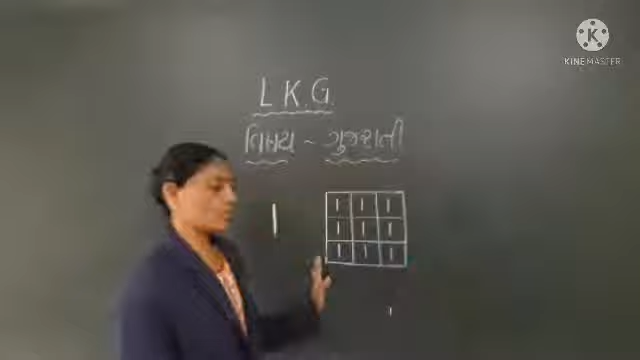 KINEMASTER
L K.G.
વિષય ~ ગુજરાતી
| | | |
| | |
| | |